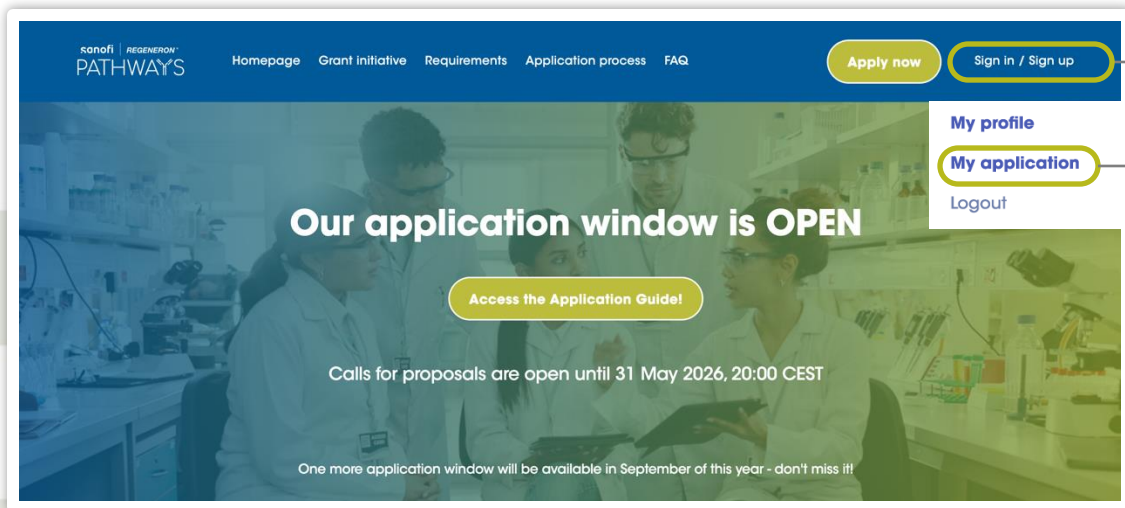 sanofi | REGENERON
PATHWAYS
Homepage Grant initiative Requirements Application process FAQ
Apply now
Sign in / Sign up
My profile
My application
Logout
Our application window is OPEN
Access the Application Guide!
Calls for proposals are open until 31 May 2026, 20:00 CEST
One more application window will be available in September of this year - don't miss it!